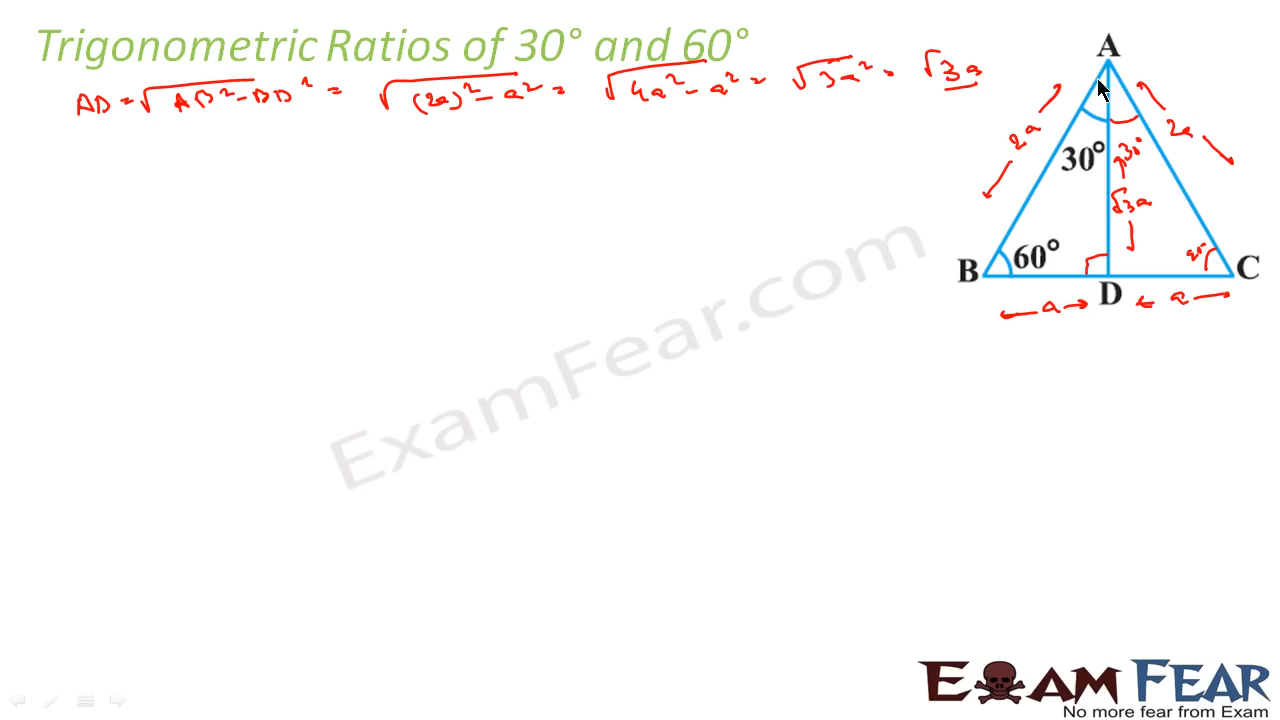 Trigonometric Ratios of 30° and 60°
AD = √AB² - BD² = √(2a)² - a² = √4a² - a² = √3a² = √3a
A
2a
2a
30°
30°
√3a
B
60°
C
a
D
a
ExamFear.com
EXAM FEAR
No more fear from Exam